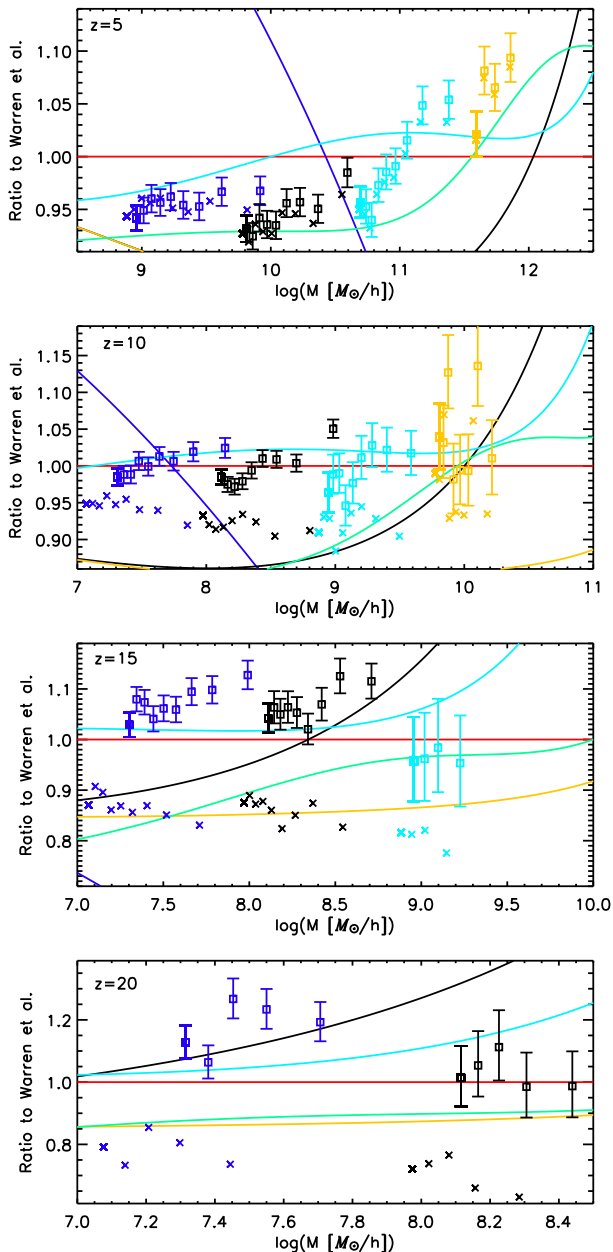 z=5
1.10
1.05
1.00
0.95
Ratio to Warren et al.
9 10 11 12
log(M [M⊙/h])
z=10
1.15
1.10
1.05
1.00
0.95
0.90
Ratio to Warren et al.
7 8 9 10 11
log(M [M⊙/h])
z=15
1.1
1.0
0.9
0.8
Ratio to Warren et al.
7.0 7.5 8.0 8.5 9.0 9.5 10.0
log(M [M⊙/h])
z=20
1.2
1.0
0.8
Ratio to Warren et al.
7.0 7.2 7.4 7.6 7.8 8.0 8.2 8.4
log(M [M⊙/h])